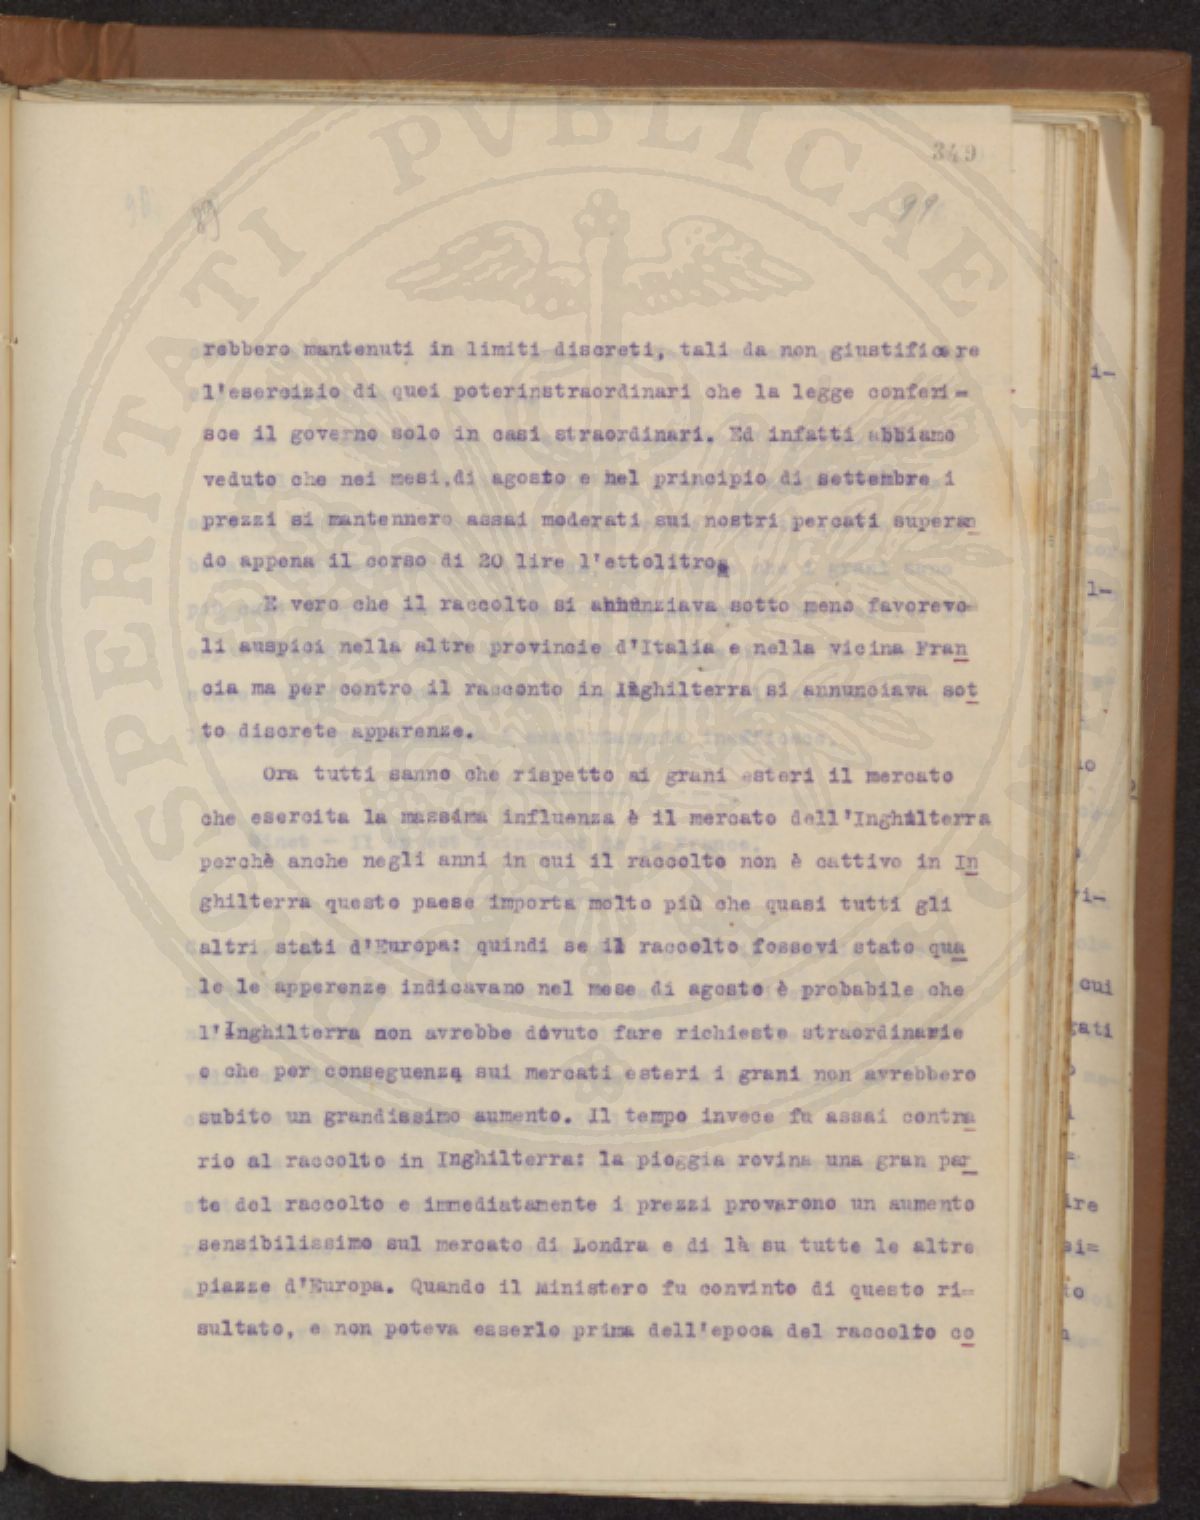 349
89
99
rebbero mantenuti in limiti discreti, tali da non giustificare
l'esercizio di quei poterinstraordinari che la legge conferi=
sce il governo solo in casi straordinari. Ed infatti abbiamo
veduto che nei mesi.di agosto e hel principio di settembre i
prezzi si mantennero assai moderati sui nostri percati superan
do appena il corso di 20 lire l'ettolitro.
E vero che il raccolto si annunziava sotto meno favorevo=
li auspici nella altre provincie d'Italia e nella vicina Fran
cia ma per contro il racconto in Inghilterra si annunciava sot
to discrete apparenze.
Ora tutti sanno che rispetto ai grani esteri il mercato
che esercita la massima influenza è il mercato dell'Inghilterra
perchè anche negli anni in cui il raccolto non è cattivo in In
ghilterra questo paese importa molto più che quasi tutti gli
altri stati d'Europa: quindi se il raccolto fossevi stato qua
le le apperenze indicavano nel mese di agosto è probabile che
l'Inghilterra non avrebbe dovuto fare richieste straordinarie
e che per conseguenza sui mercati esteri i grani non avrebbero
subito un grandissimo aumento. Il tempo invece fu assai contra
rio al raccolto in Inghilterra: la pioggia rovina una gran par
te del raccolto e immediatamente i prezzi provarono un aumento
sensibilissimo sul mercato di Londra e di là su tutte le altre
piazze d'Europa. Quando il Ministero fu convinto di questo ri=
sultato, e non poteva esserlo prima dell'epoca del raccolto co